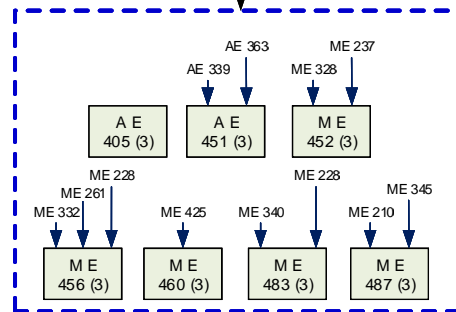 AE 363
ME 237
AE 339
ME 328
A E
405 (3)
A E
451 (3)
M E
452 (3)
ME 228
ME 228
ME 261
ME 345
ME 332
ME 425
ME 340
ME 210
M E
456 (3)
M E
460 (3)
M E
483 (3)
M E
487 (3)